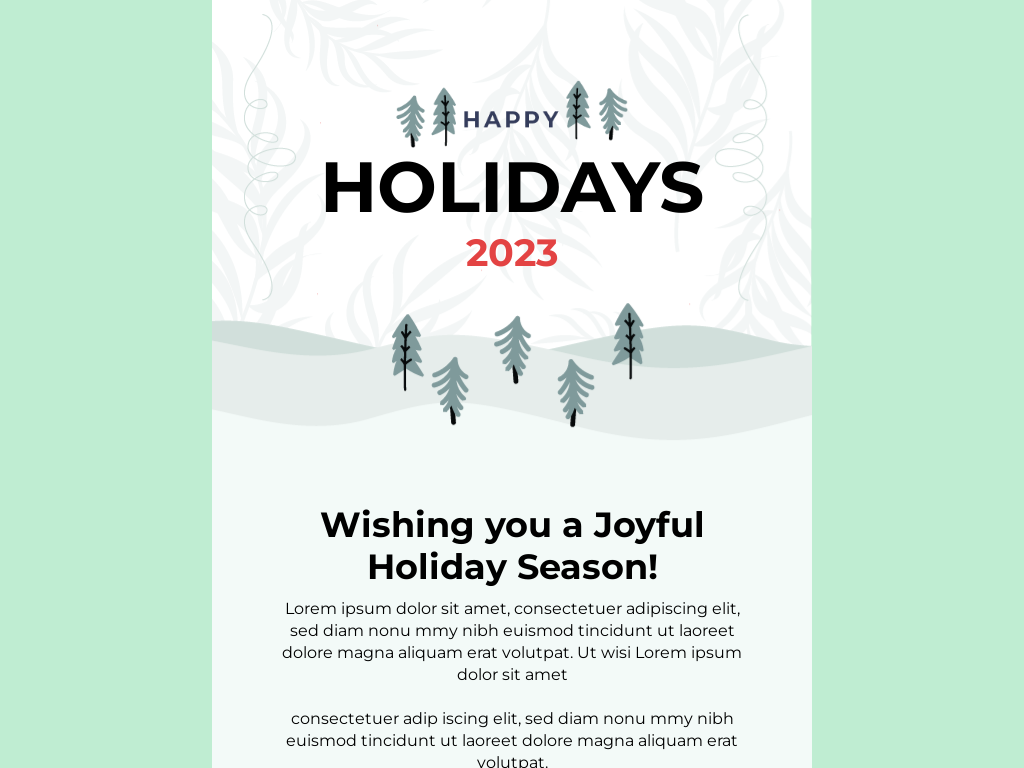 HAPPY
HOLIDAYS
2023
Wishing you a Joyful
Holiday Season!
Lorem ipsum dolor sit amet, consectetuer adipiscing elit,
sed diam nonu mmy nibh euismod tincidunt ut laoreet
dolore magna aliquam erat volutpat. Ut wisi Lorem ipsum
dolor sit amet
consectetuer adip iscing elit, sed diam nonu mmy nibh
euismod tincidunt ut laoreet dolore magna aliquam erat
volutpat.